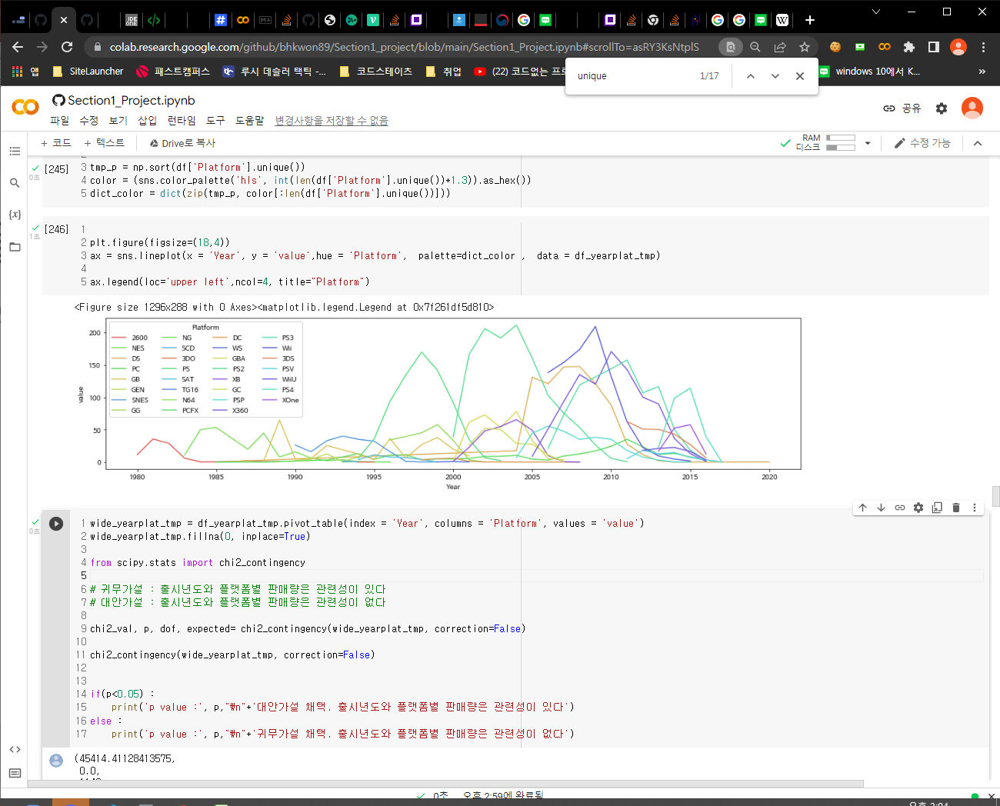 colab.research.google.com/github/bhkwon89/Section1_project/blob/main/Section1_Project.ipynb#scrollTo=asRY3KsNtplS
앱 SiteLauncher 패스트캠퍼스 루시 데슬러 택틱 -... 코드스테이츠 취업 (22) 코드없는 프로 windows 10에서 K... »
unique 1/17
Section1_Project.ipynb
파일 수정 보기 삽입 런타임 도구 도움말 변경사항을 저장할 수 없음
공유
+ 코드 + 텍스트 Drive로 복사
RAM
디스크
수정 가능
[245]
0초
3 tmp_p = np.sort(df['Platform'].unique())
4 color = (sns.color_palette('hls', int(len(df['Platform'].unique())*1.3)).as_hex())
5 dict_color = dict(zip(tmp_p, color[:len(df['Platform'].unique())]))
[246]
1초
1
2 plt.figure(figsize=(18,4))
3 ax = sns.lineplot(x = 'Year', y = 'value',hue = 'Platform',  palette=dict_color ,  data = df_yearplat_tmp)
4
5 ax.legend(loc='upper left',ncol=4, title="Platform")
<Figure size 1296x288 with 0 Axes><matplotlib.legend.Legend at 0x7f261df5d810>
Platform
2600 NG DC PS3
NES SCD WS Wii
DS 3DO GBA 3DS
PC PS PS2 PSV
GB SAT XB WiiU
GEN TG16 GC PS4
SNES N64 PSP XOne
GG PCFX X360
200
150
100
50
0
value
1980 1985 1990 1995 2000 2005 2010 2015 2020
Year
0초
1 wide_yearplat_tmp = df_yearplat_tmp.pivot_table(index = 'Year', columns = 'Platform', values = 'value')
2 wide_yearplat_tmp.fillna(0, inplace=True)
3
4 from scipy.stats import chi2_contingency
5
6 # 귀무가설 : 출시년도와 플랫폼별 판매량은 관련성이 있다
7 # 대안가설 : 출시년도와 플랫폼별 판매량은 관련성이 없다
8
9 chi2_val, p, dof, expected= chi2_contingency(wide_yearplat_tmp, correction=False)
10
11 chi2_contingency(wide_yearplat_tmp, correction=False)
12
13
14 if(p<0.05) :
15     print('p value :', p,"₩n"+'대안가설 채택. 출시년도와 플랫폼별 판매량은 관련성이 있다')
16 else :
17     print('p value :', p,"₩n"+'귀무가설 채택. 출시년도와 플랫폼별 판매량은 관련성이 없다')
(45414.41128413575,
0.0,
0초 오후 2:59에 완료됨